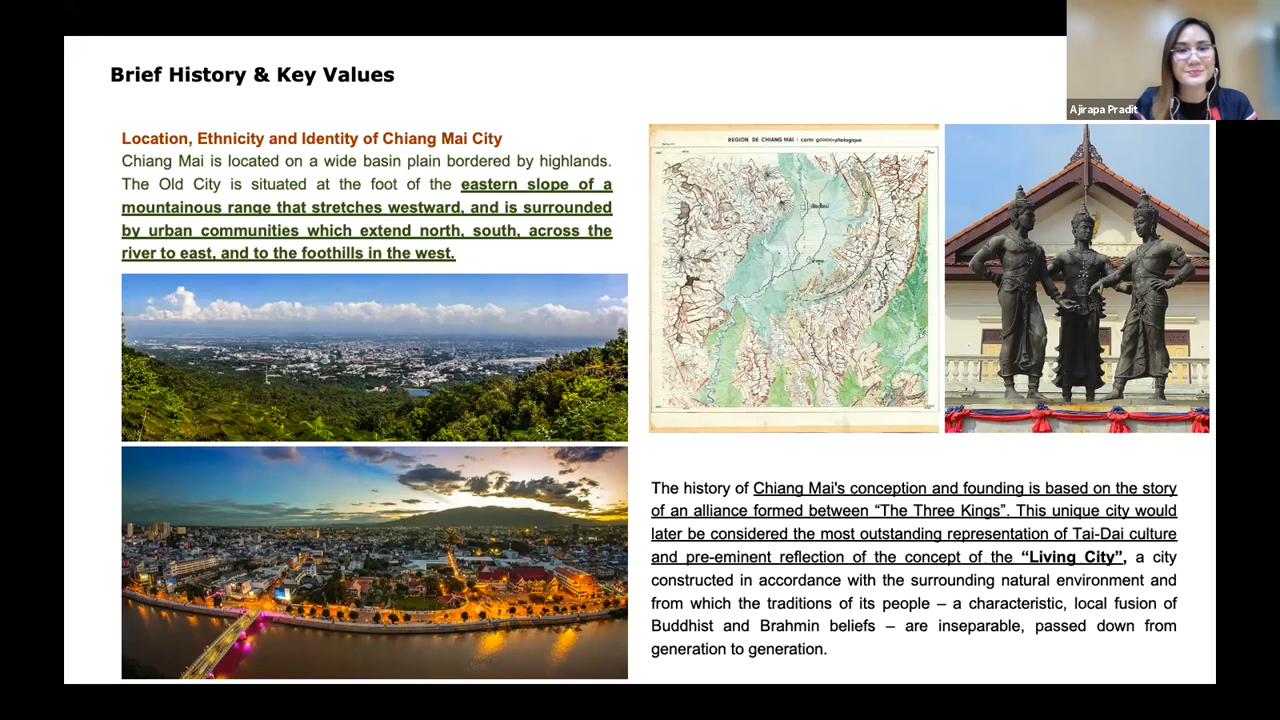 Brief History & Key Values
Ajirapa Pradit
Location, Ethnicity and Identity of Chiang Mai City
Chiang Mai is located on a wide basin plain bordered by highlands.
The Old City is situated at the foot of the eastern slope of a
mountainous range that stretches westward, and is surrounded
by urban communities which extend north, south, across the
river to east, and to the foothills in the west.
REGION DE CHIANG MAI : carte géomorphologique
The history of Chiang Mai's conception and founding is based on the story
of an alliance formed between “The Three Kings”. This unique city would
later be considered the most outstanding representation of Tai-Dai culture
and pre-eminent reflection of the concept of the “Living City”, a city
constructed in accordance with the surrounding natural environment and
from which the traditions of its people – a characteristic, local fusion of
Buddhist and Brahmin beliefs – are inseparable, passed down from
generation to generation.